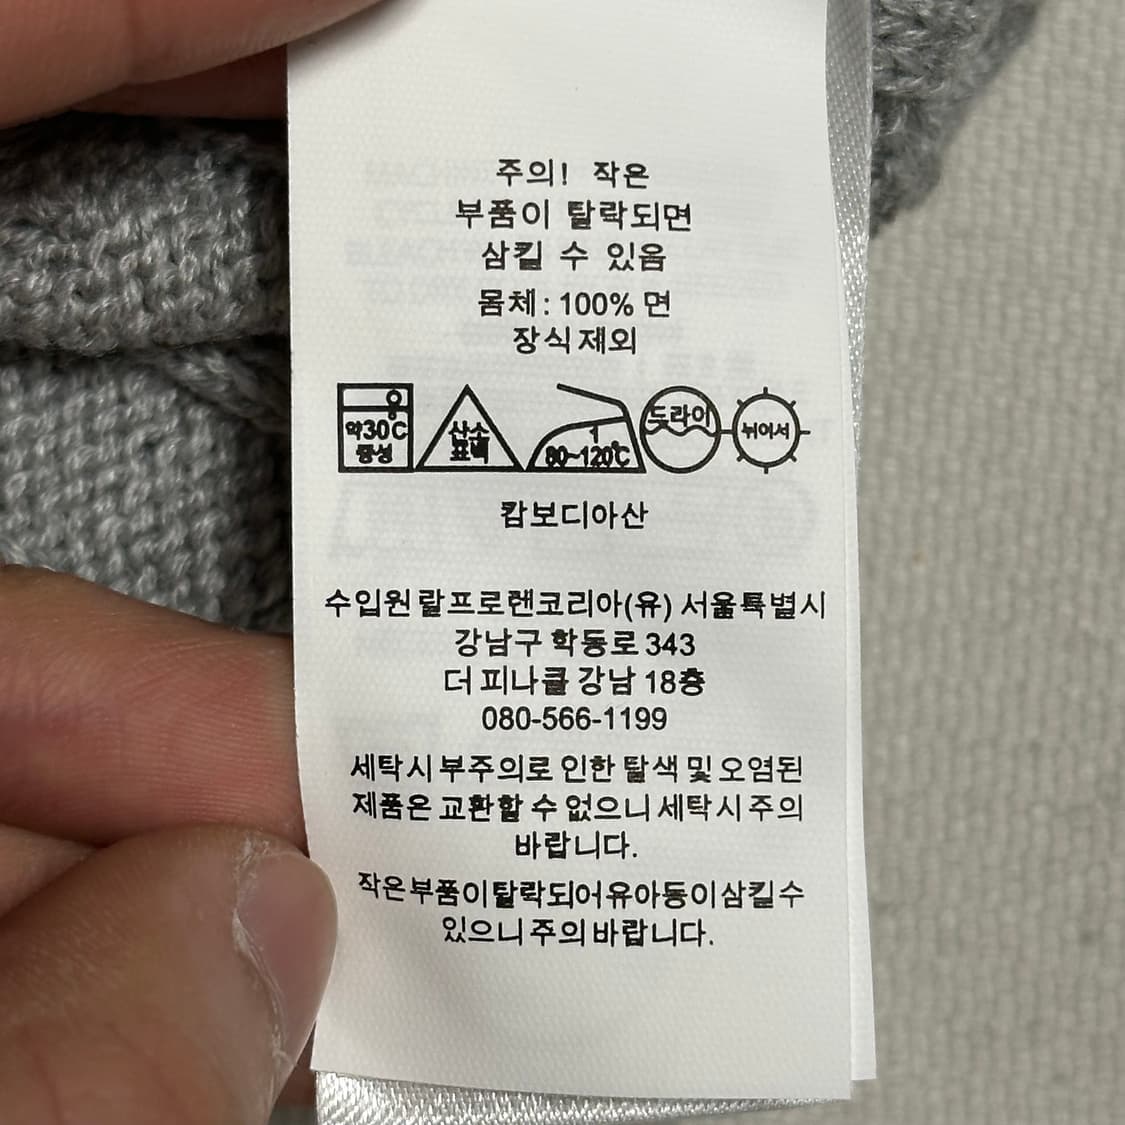 주의! 작은
부품이 탈락되면
삼킬 수 있음
몸체: 100% 면
장식제외
약30℃
중성
산소
표백
80~120℃
드라이
뉘어서
캄보디아산
수입원 랄프로렌코리아(유) 서울특별시
강남구 학동로 343
더 피나클 강남 18층
080-566-1199
세탁시 부주의로 인한 탈색 및 오염된
제품은 교환할 수 없으니 세탁시 주의
바랍니다.
작은부품이탈락되어유아동이삼킬수
있으니주의바랍니다.